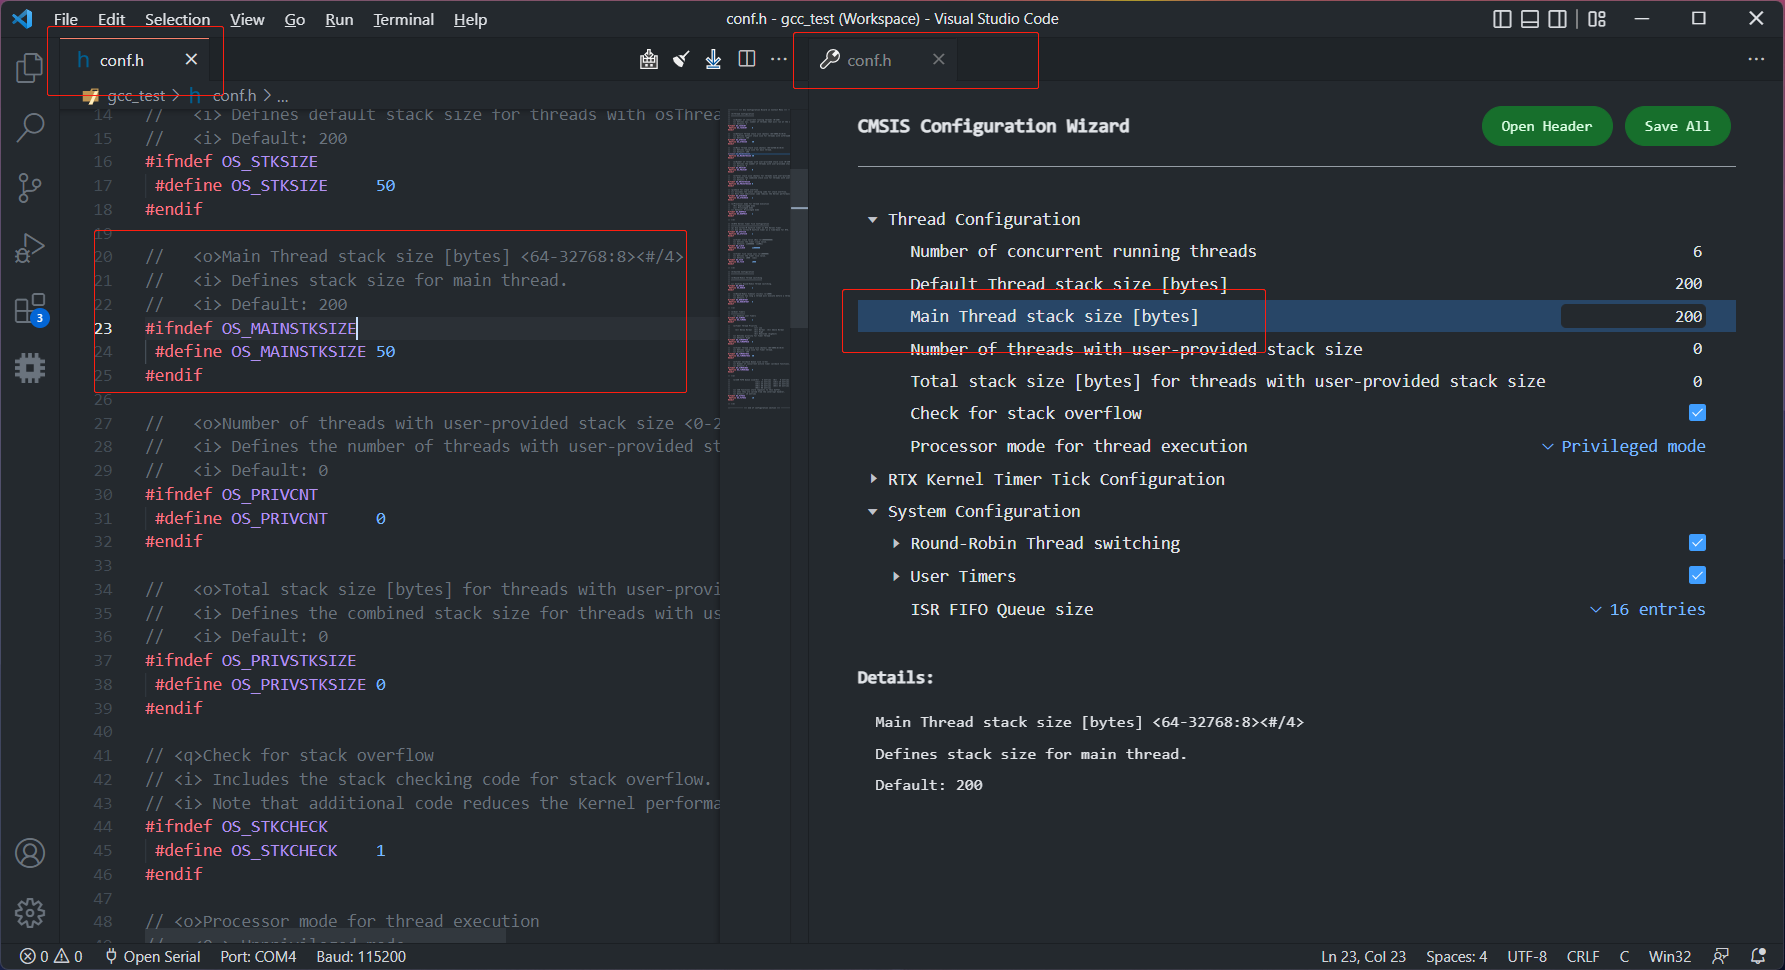 File Edit Selection View Go Run Terminal Help
conf.h - gcc_test (Workspace) - Visual Studio Code
conf.h
gcc_test > conf.h > ...
14 //   <i> Defines default stack size for threads with osThrea
15 //   <i> Default: 200
16 #ifndef OS_STKSIZE
17  #define OS_STKSIZE     50
18 #endif
19
20 //   <o>Main Thread stack size [bytes] <64-32768:8><#/4>
21 //   <i> Defines stack size for main thread.
22 //   <i> Default: 200
23 #ifndef OS_MAINSTKSIZE
24  #define OS_MAINSTKSIZE 50
25 #endif
26
27 //   <o>Number of threads with user-provided stack size <0-2
28 //   <i> Defines the number of threads with user-provided st
29 //   <i> Default: 0
30 #ifndef OS_PRIVCNT
31  #define OS_PRIVCNT     0
32 #endif
33
34 //   <o>Total stack size [bytes] for threads with user-provi
35 //   <i> Defines the combined stack size for threads with us
36 //   <i> Default: 0
37 #ifndef OS_PRIVSTKSIZE
38  #define OS_PRIVSTKSIZE 0
39 #endif
40
41 // <q>Check for stack overflow
42 // <i> Includes the stack checking code for stack overflow.
43 // <i> Note that additional code reduces the Kernel performa
44 #ifndef OS_STKCHECK
45  #define OS_STKCHECK    1
46 #endif
47
48 // <o>Processor mode for thread execution
3
conf.h
CMSIS Configuration Wizard
Open Header
Save All
Thread Configuration
Number of concurrent running threads 6
Default Thread stack size [bytes] 200
Main Thread stack size [bytes] 200
Number of threads with user-provided stack size 0
Total stack size [bytes] for threads with user-provided stack size 0
Check for stack overflow
Processor mode for thread execution Privileged mode
RTX Kernel Timer Tick Configuration
System Configuration
Round-Robin Thread switching
User Timers
ISR FIFO Queue size 16 entries
Details:
Main Thread stack size [bytes] <64-32768:8><#/4>
Defines stack size for main thread.
Default: 200
0 0 Open Serial Port: COM4 Baud: 115200
Ln 23, Col 23 Spaces: 4 UTF-8 CRLF C Win32